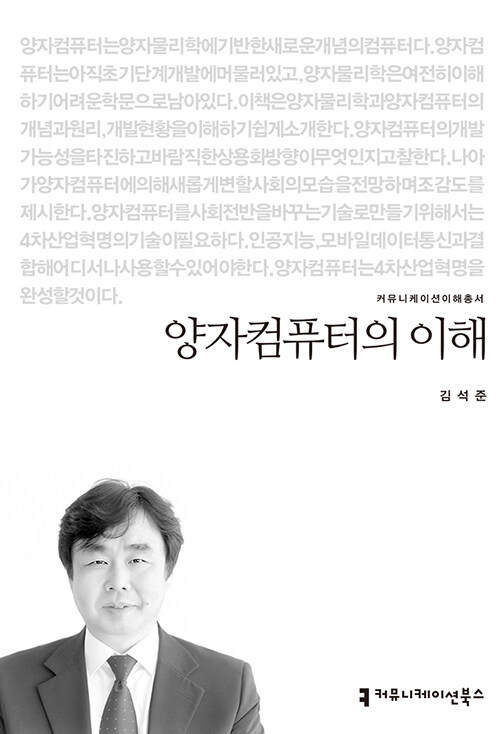 양자컴퓨터는양자물리학에기반한새로운개념의컴퓨터다.양자컴
퓨터는아직초기단계개발에머물러있고,양자물리학은여전히이해
하기어려운학문으로남아있다.이책은양자물리학과양자컴퓨터의
개념과원리,개발현황을이해하기쉽게소개한다.양자컴퓨터의개발
가능성을타진하고바람직한상용화방향이무엇인지고찰한다.나아
가양자컴퓨터에의해새롭게변할사회의모습을전망하며조감도를
제시한다.양자컴퓨터를사회전반을바꾸는기술로만들기위해서는
4차산업혁명의기술이필요하다.인공지능,모바일데이터통신과결
합해어디서나사용할수있어야한다.양자컴퓨터는4차산업혁명을
완성할것이다.
커뮤니케이션이해총서
양자컴퓨터의 이해
김석준
커뮤니케이션북스